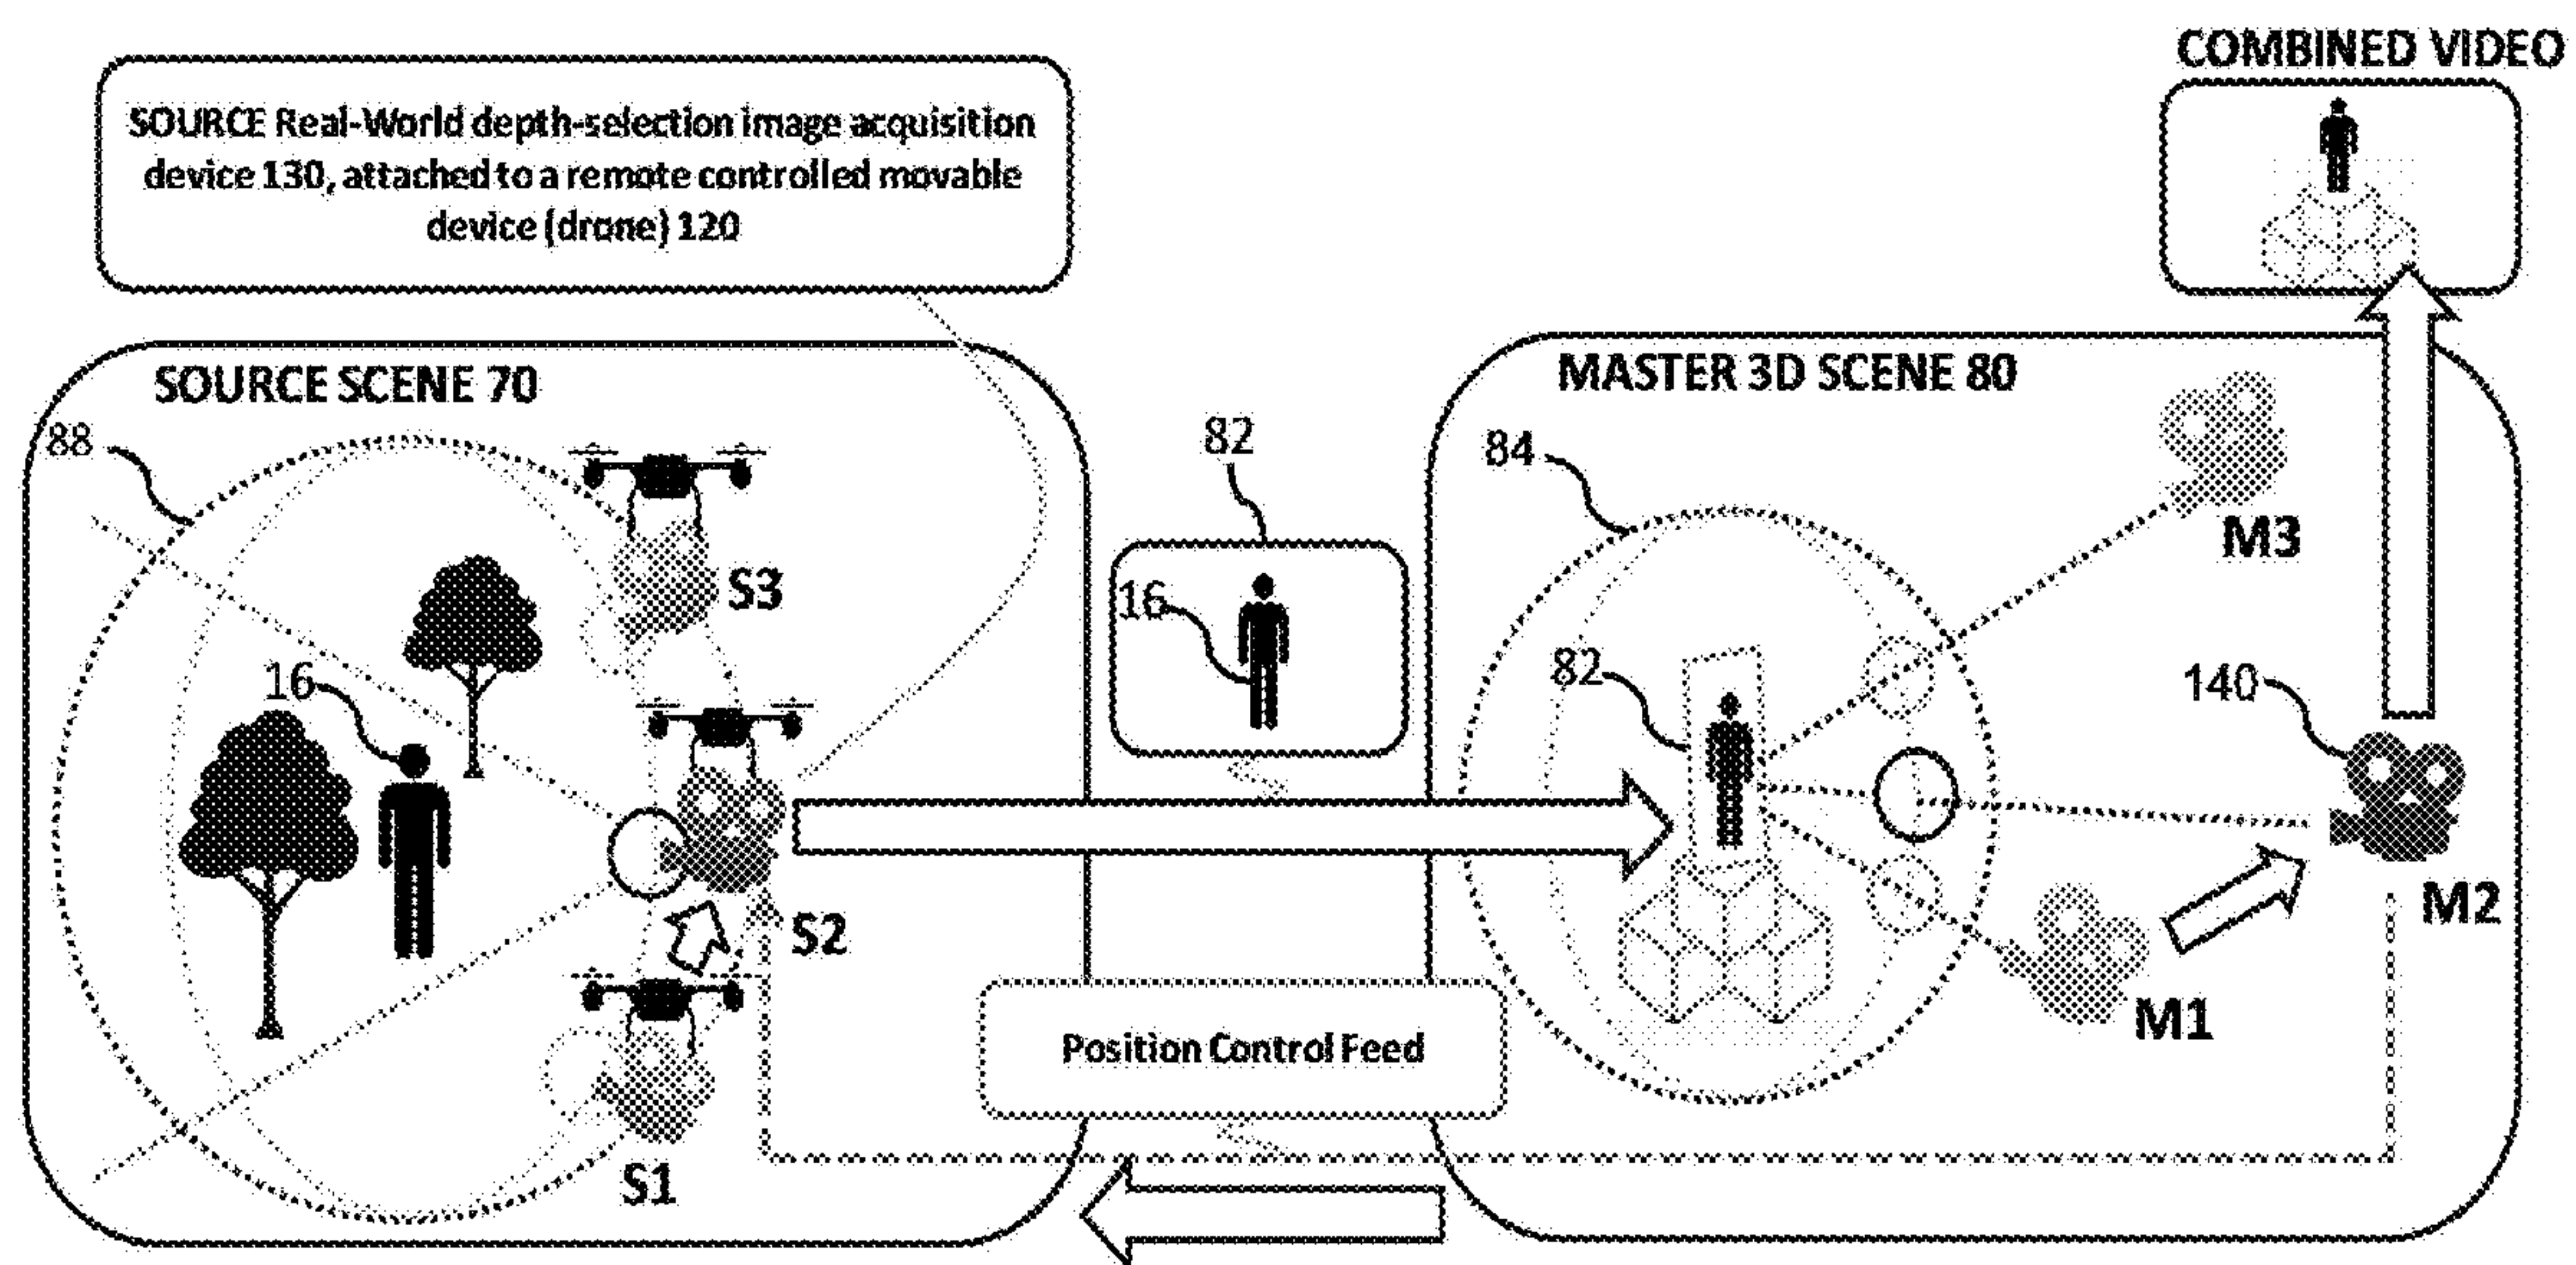 COMBINED VIDEO
SOURCE Real-World depth-selection image acquisition
device 130, attached to a remote controlled movable
device (drone) 120
SOURCE SCENE 70
88
S3
16
S2
S1
82
16
Position Control Feed
MASTER 3D SCENE 80
84
M3
82
140
M2
M1